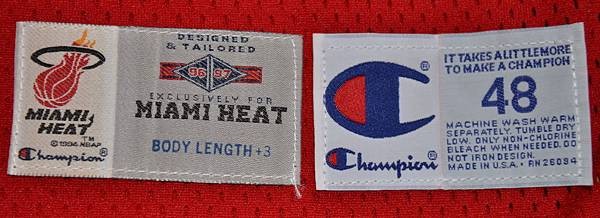 MIAMI
HEAT™
©1994 NBAP
Champion®
DESIGNED
& TAILORED
96 97
EXCLUSIVELY FOR
MIAMI HEAT
BODY LENGTH +3
®
Champion®
IT TAKES A LITTLE MORE
TO MAKE A CHAMPION
48
MACHINE WASH WARM
SEPARATELY. TUMBLE DRY
LOW. ONLY NON-CHLORINE
BLEACH WHEN NEEDED. DO
NOT IRON DESIGN.
MADE IN U.S.A. • RN 26094